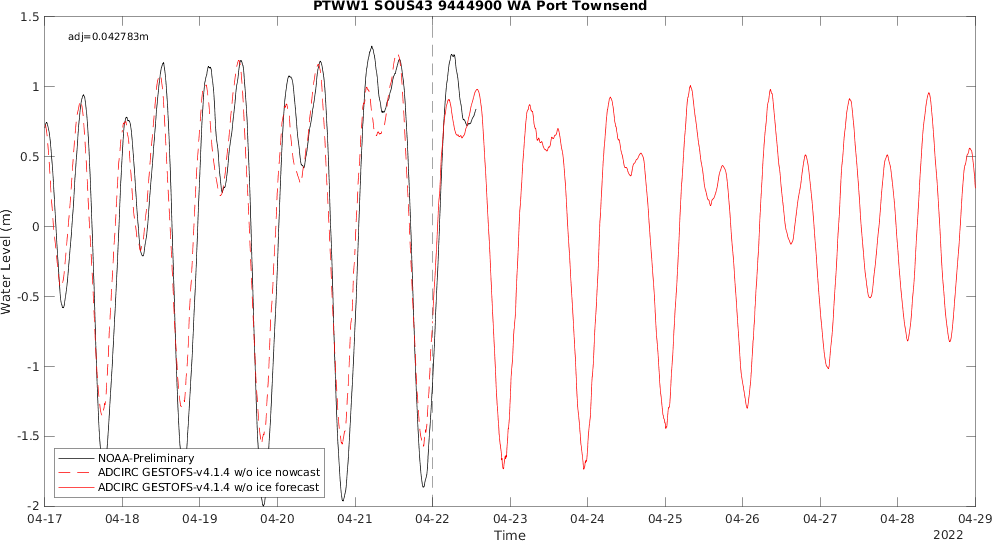 PTWW1 SOUS43 9444900 WA Port Townsend
adj=0.042783m
1.5
1
0.5
0
-0.5
-1
-1.5
-2
Water Level (m)
NOAA-Preliminary
ADCIRC GESTOFS-v4.1.4 w/o ice nowcast
ADCIRC GESTOFS-v4.1.4 w/o ice forecast
04-17 04-18 04-19 04-20 04-21 04-22 04-23 04-24 04-25 04-26 04-27 04-28 04-29
Time
2022